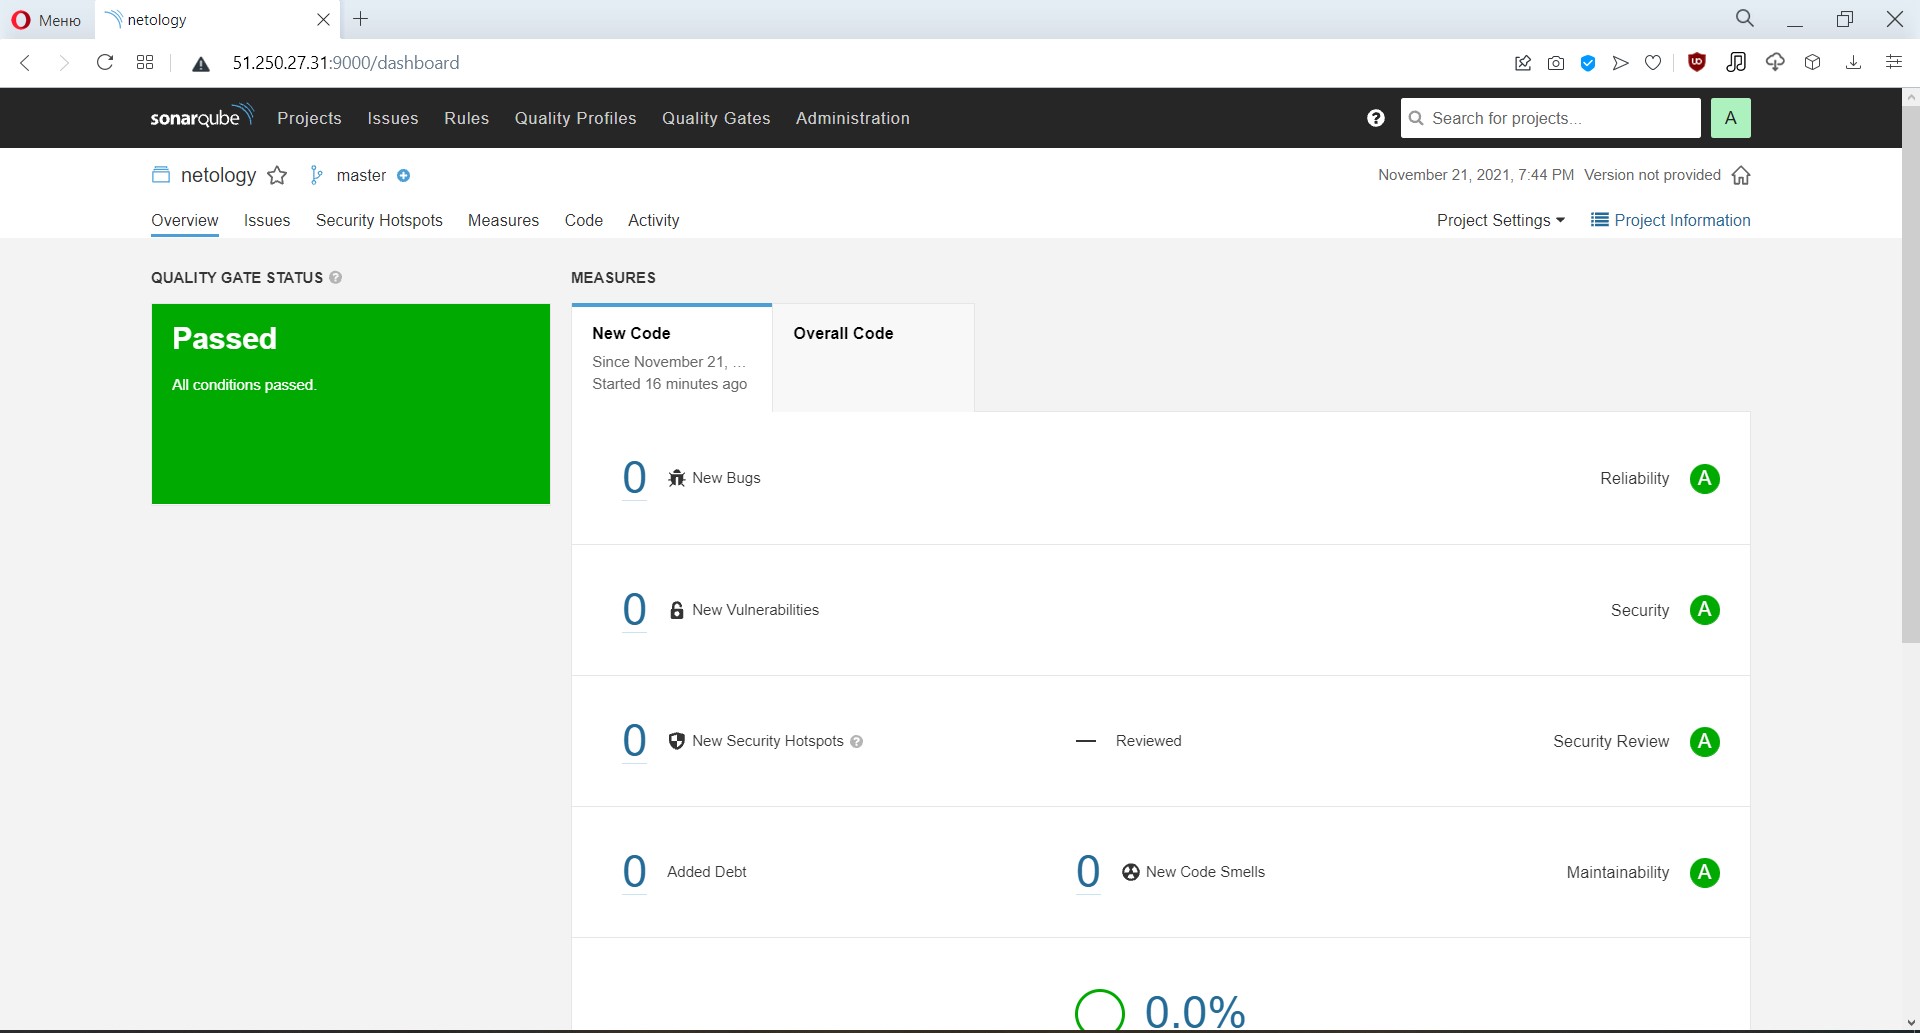 Меню
netology
51.250.27.31:9000/dashboard
sonarqube Projects Issues Rules Quality Profiles Quality Gates Administration Search for projects... A
netology master November 21, 2021, 7:44 PM Version not provided
Overview Issues Security Hotspots Measures Code Activity Project Settings Project Information
QUALITY GATE STATUS
Passed
All conditions passed.
MEASURES
New Code
Since November 21, ...
Started 16 minutes ago
Overall Code
0 New Bugs Reliability A
0 New Vulnerabilities Security A
0 New Security Hotspots — Reviewed Security Review A
0 Added Debt 0 New Code Smells Maintainability A
0.0%